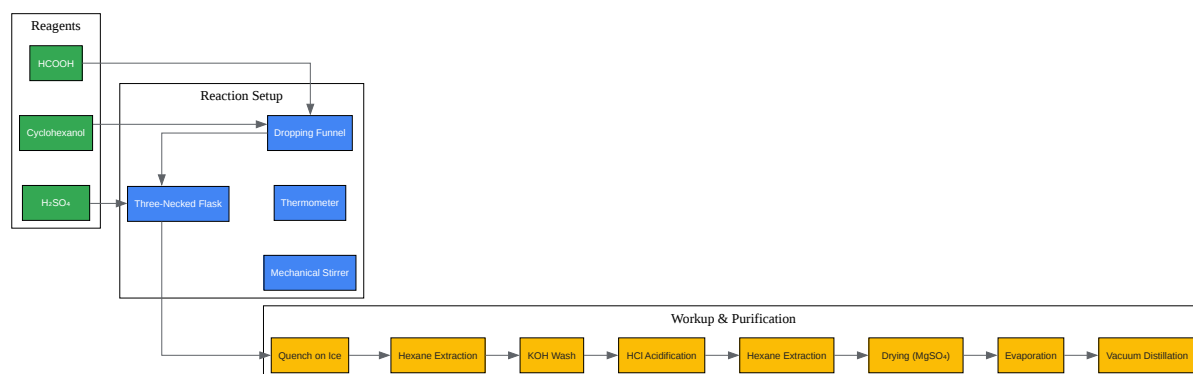 Reagents
HCOOH
Cyclohexanol
H₂SO₄
Reaction Setup
Dropping Funnel
Three-Necked Flask
Thermometer
Mechanical Stirrer
Workup & Purification
Quench on Ice
Hexane Extraction
KOH Wash
HCl Acidification
Hexane Extraction
Drying (MgSO₄)
Evaporation
Vacuum Distillation